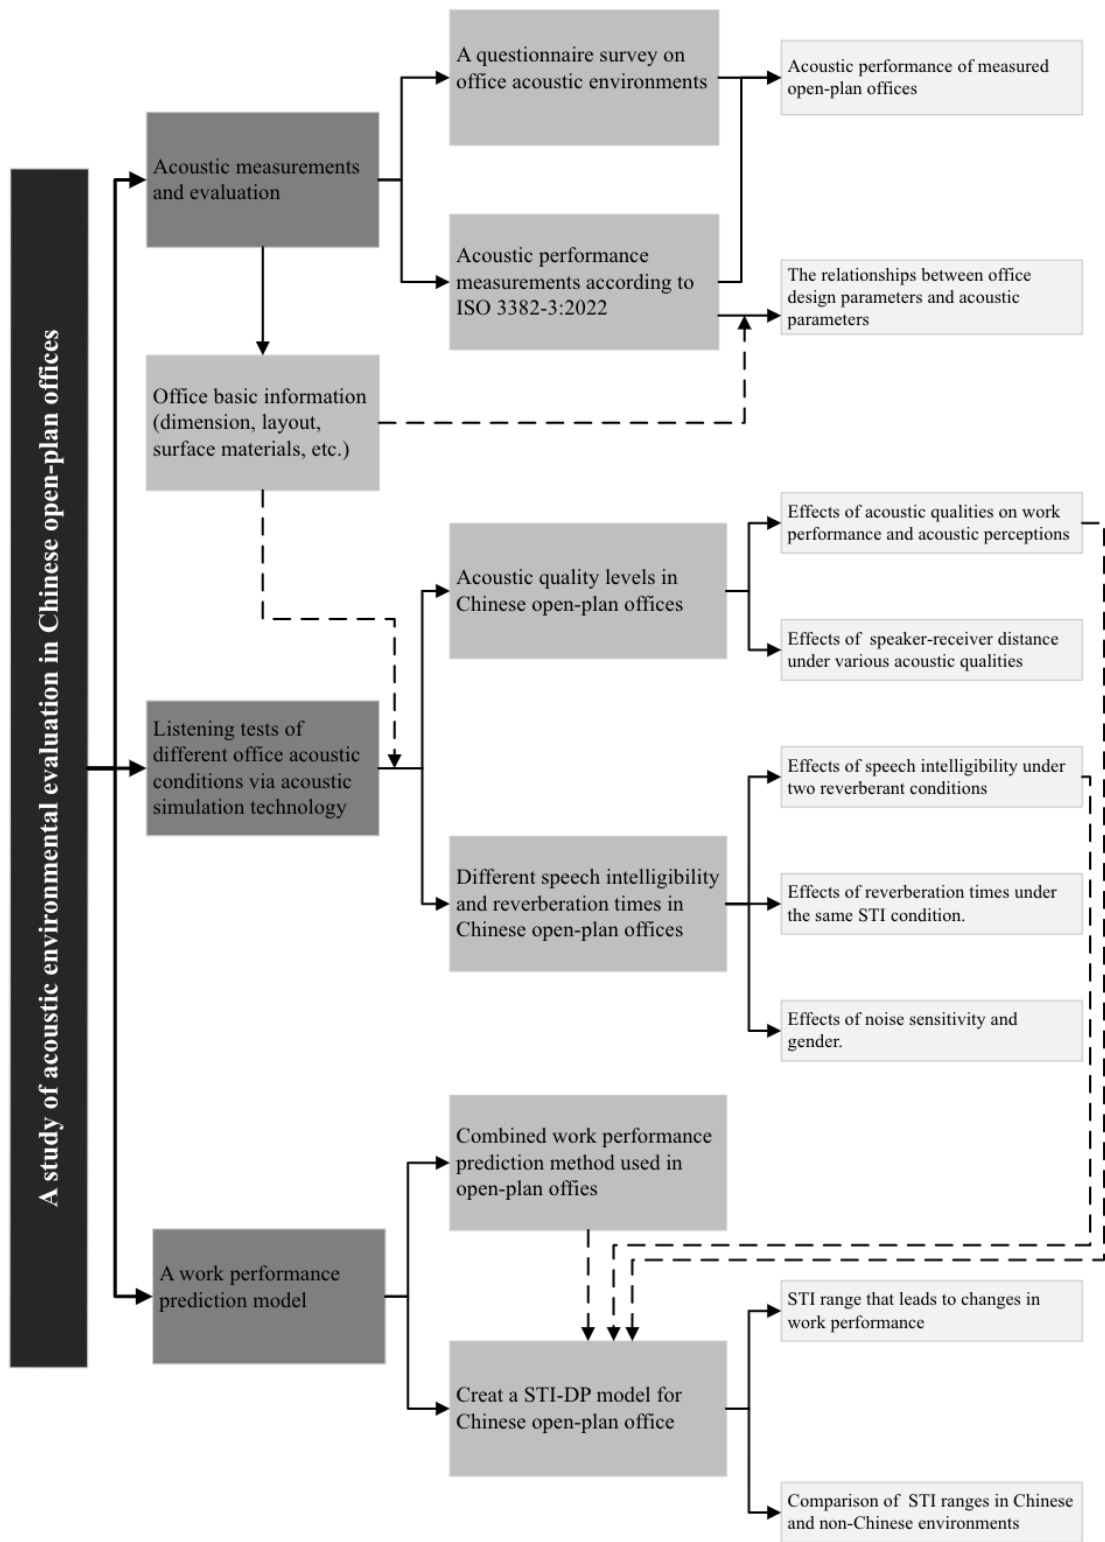 A study of acoustic environmental evaluation in Chinese open-plan offices
Acoustic measurements
and evaluation
A questionnaire survey on
office acoustic environments
Acoustic performance of measured
open-plan offices
Acoustic performance
measurements according to
ISO 3382-3:2022
The relationships between office
design parameters and acoustic
parameters
Office basic information
(dimension, layout,
surface materials, etc.)
Listening tests of
different office acoustic
conditions via acoustic
simulation technology
Acoustic quality levels in
Chinese open-plan offices
Effects of acoustic qualities on work
performance and acoustic perceptions
Effects of  speaker-receiver distance
under various acoustic qualities
Different speech intelligibility
and reverberation times in
Chinese open-plan offices
Effects of speech intelligibility under
two reverberant conditions
Effects of reverberation times under
the same STI condition.
Effects of noise sensitivity and
gender.
A work performance
prediction model
Combined work performance
prediction method used in
open-plan offies
Creat a STI-DP model for
Chinese open-plan office
STI range that leads to changes in
work performance
Comparison of  STI ranges in Chinese
and non-Chinese environments